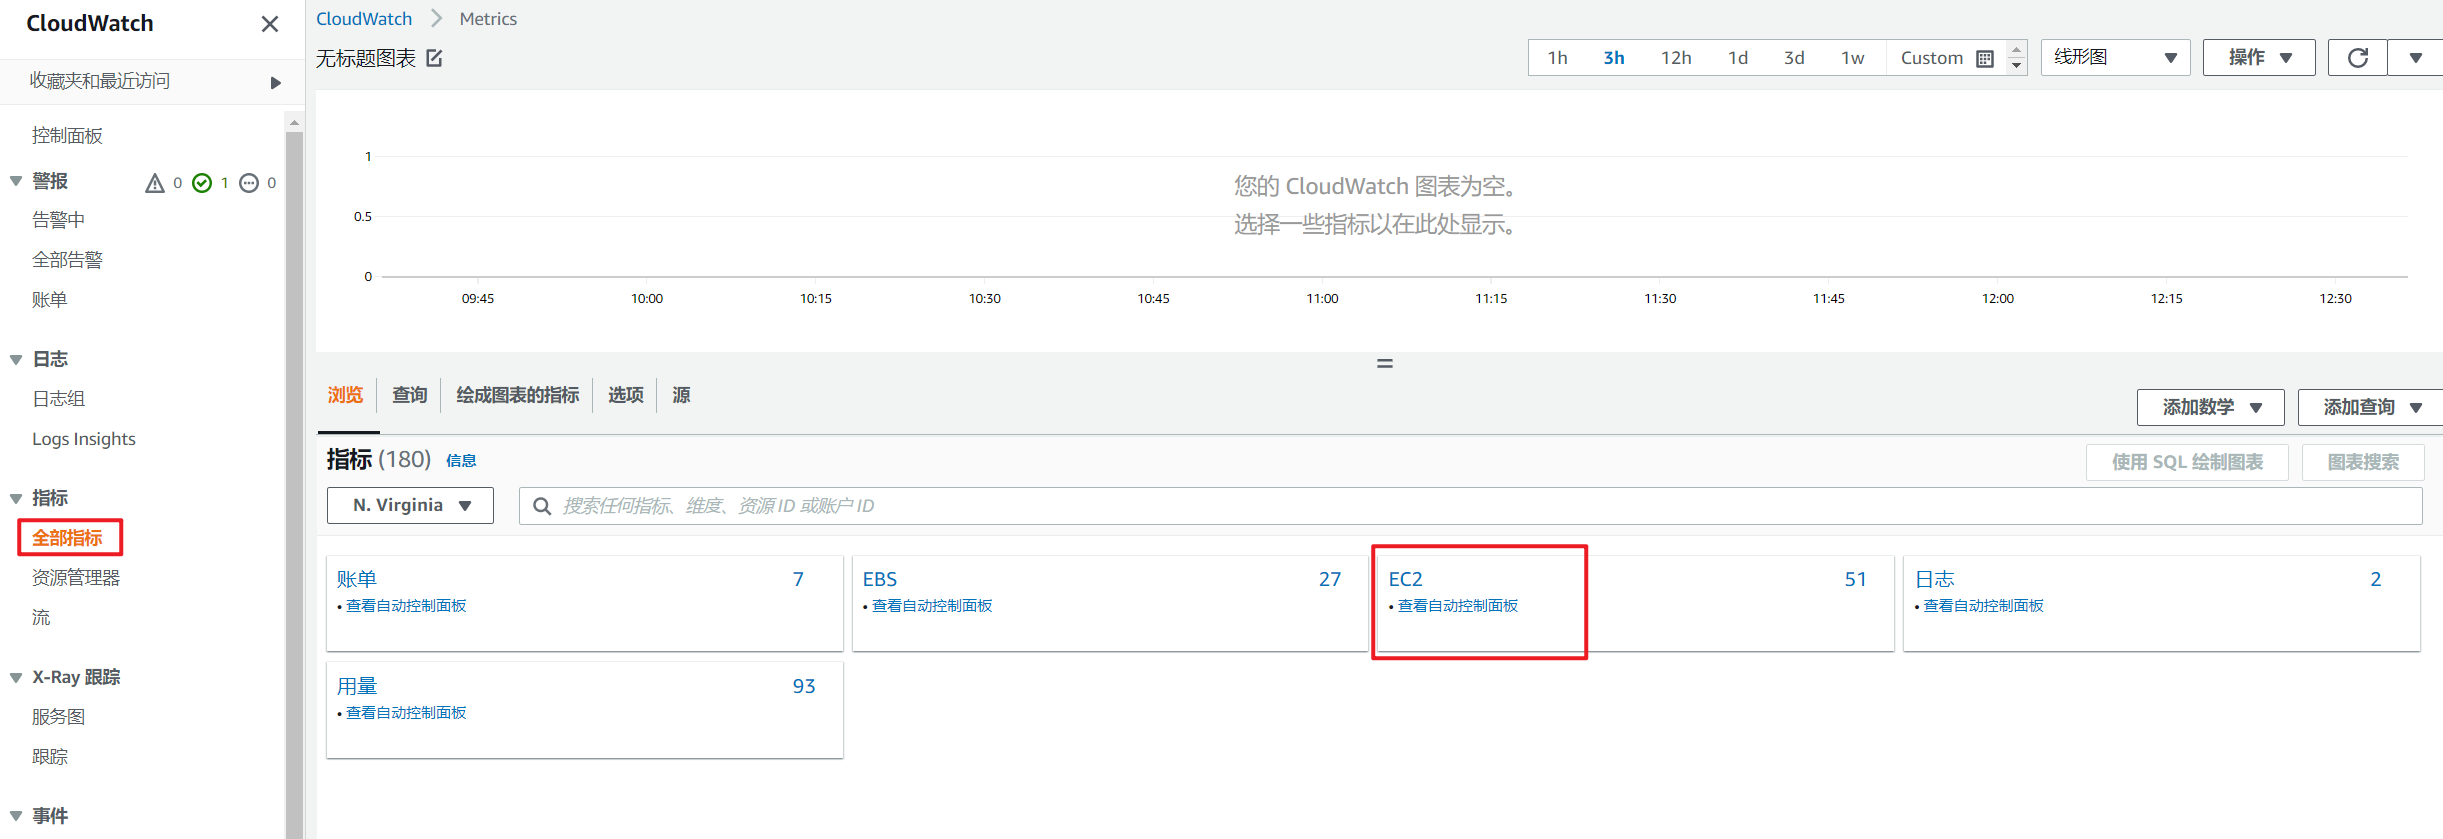 CloudWatch
收藏夹和最近访问
控制面板
警报 0 1 0
告警中
全部告警
账单
日志
日志组
Logs Insights
指标
全部指标
资源管理器
流
X-Ray 跟踪
服务图
跟踪
事件
CloudWatch Metrics
无标题图表
1h 3h 12h 1d 3d 1w Custom 线形图 操作
1
0.5
0
您的 CloudWatch 图表为空。
选择一些指标以在此处显示。
09:45 10:00 10:15 10:30 10:45 11:00 11:15 11:30 11:45 12:00 12:15 12:30
浏览 查询 绘成图表的指标 选项 源
添加数学 添加查询
指标 (180) 信息
使用 SQL 绘制图表 图表搜索
N. Virginia 搜索任何指标、维度、资源 ID 或账户 ID
账单 7
• 查看自动控制面板
EBS 27
• 查看自动控制面板
EC2 51
• 查看自动控制面板
日志 2
• 查看自动控制面板
用量 93
• 查看自动控制面板